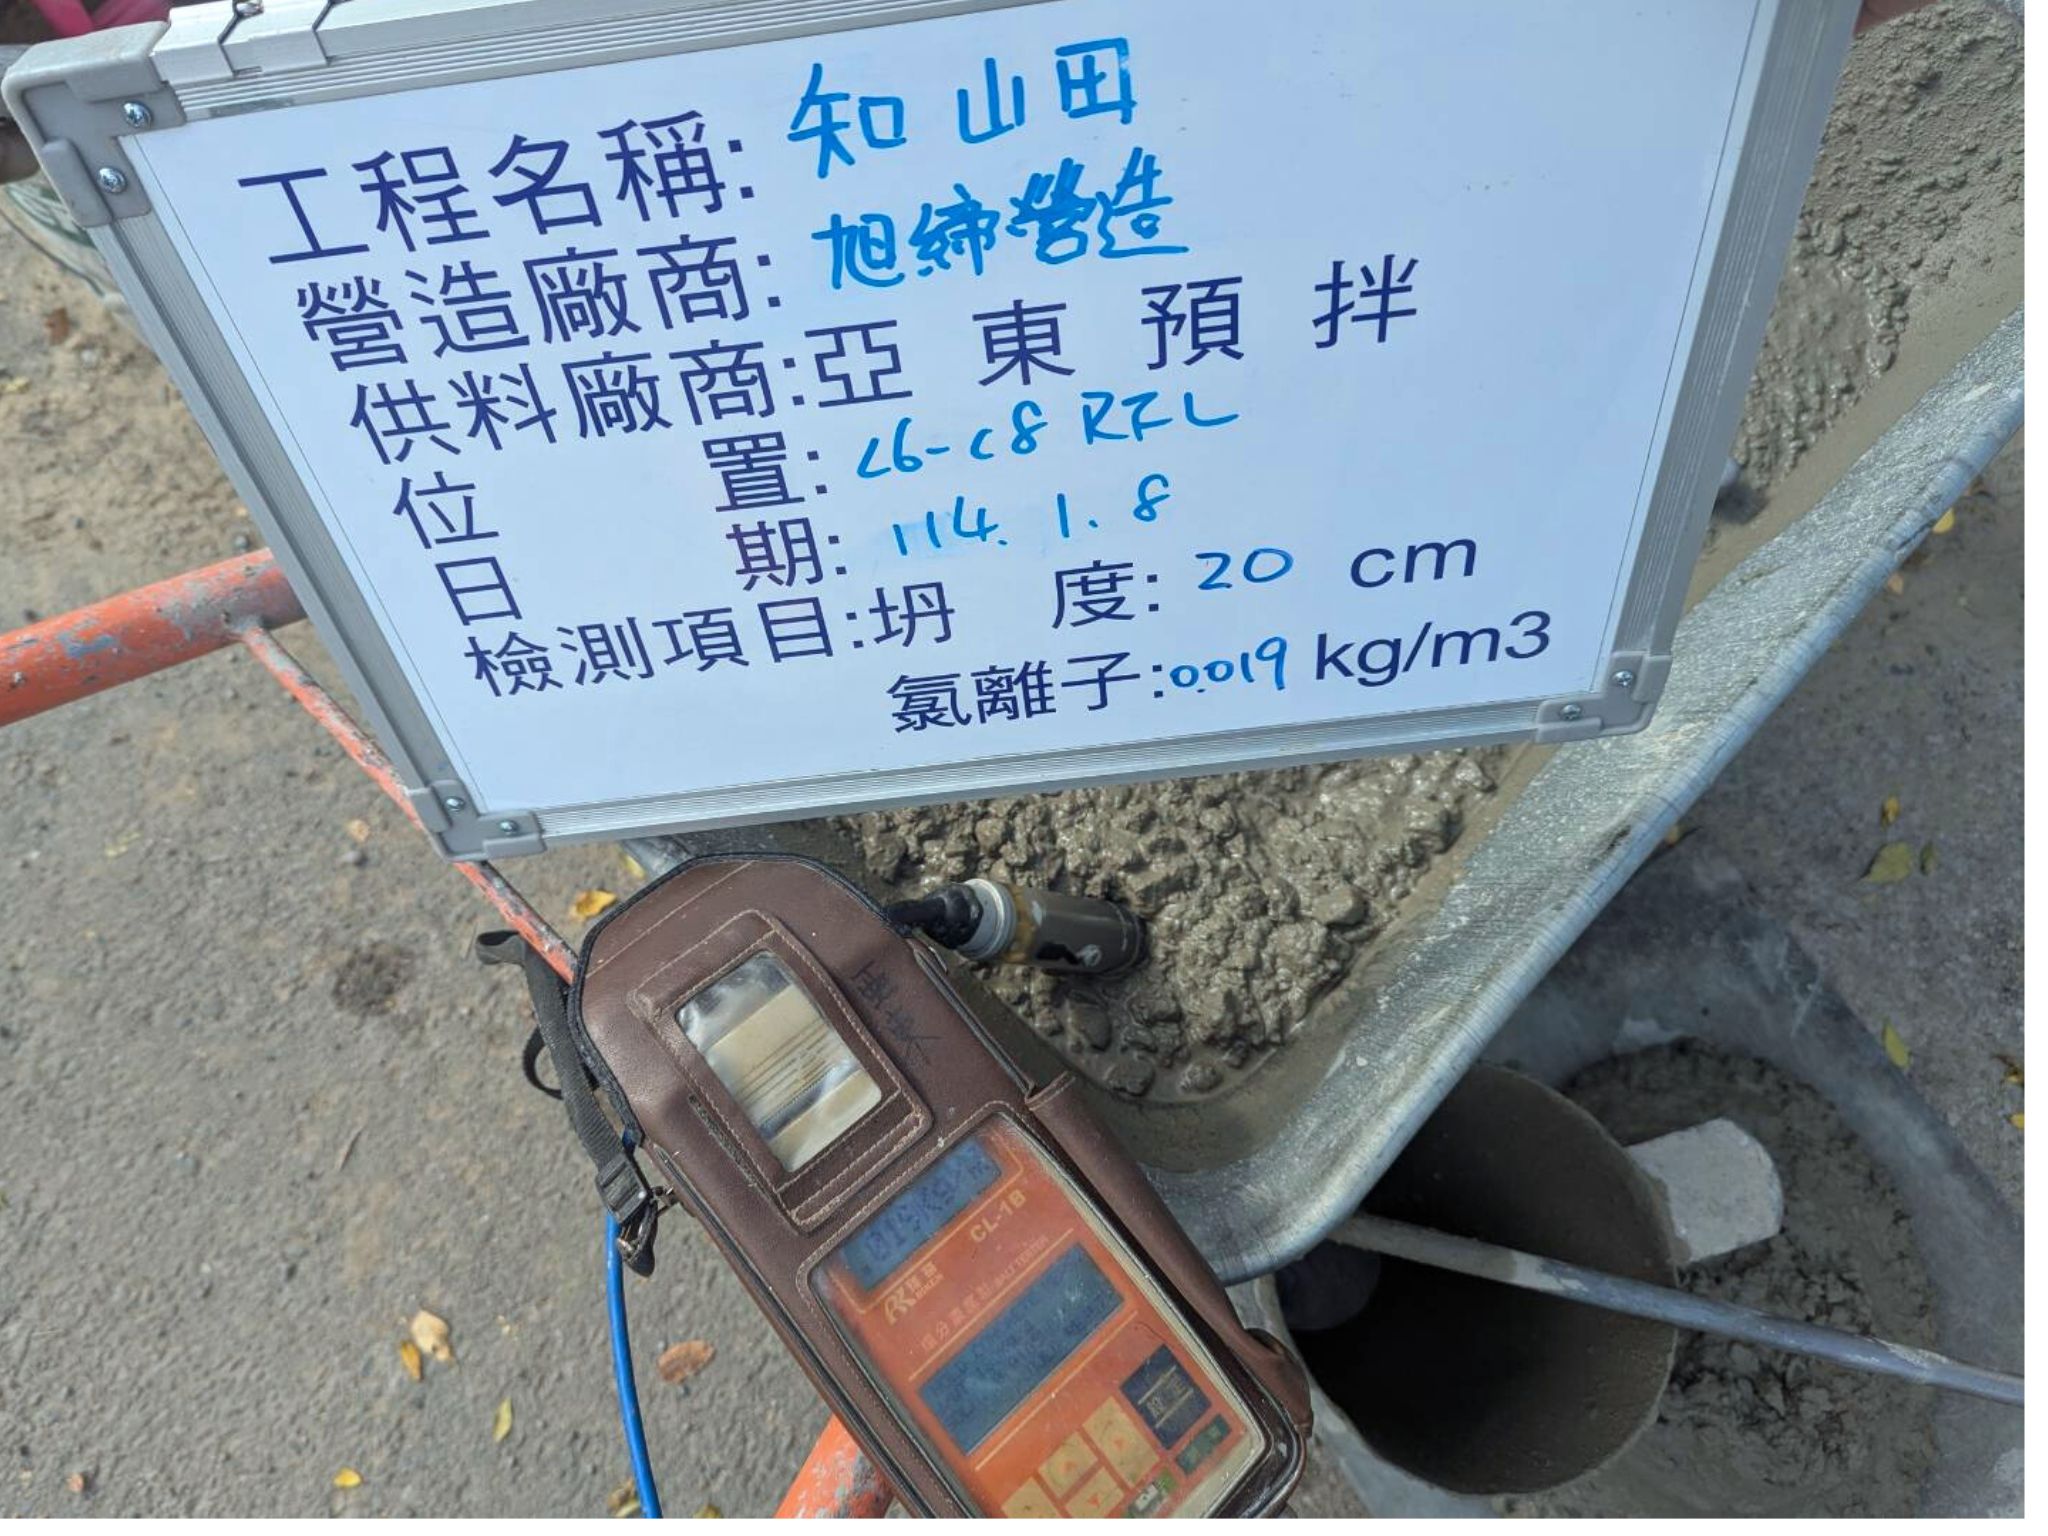 工程名稱: 知山田
營造廠商: 旭締營造
供料廠商:亞東預拌
位置: C6-C8 RFL
日期: 114. 1. 8
檢測項目:坍度: 20 cm
氯離子:0.019 kg/m3
亞東
CL-1B